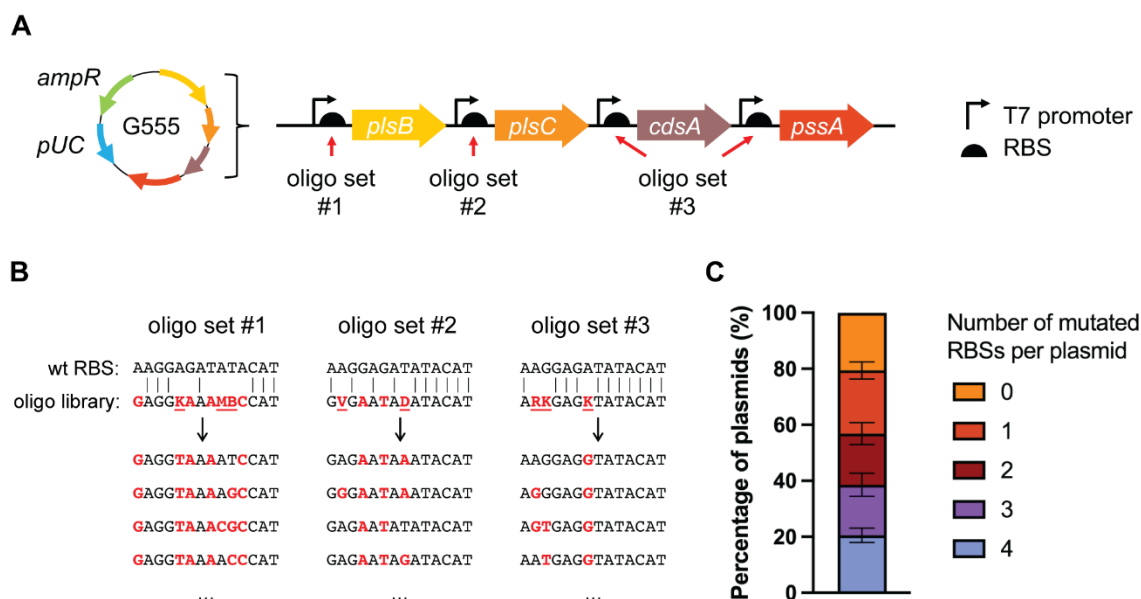 A
ampR
pUC
G555
plsB plsC cdsA pssA
oligo set #1
oligo set #2
oligo set #3
T7 promoter
RBS
B
oligo set #1 oligo set #2 oligo set #3
wt RBS: AAGGAGATATACAT AAGGAGATATACAT AAGGAGATATACAT
oligo library: GAGGKAAAMBCCAT GVGAATADATACAT ARKGAGKTATACAT
GAGGTAAAATCCAT GAGAATAAATACAT AAGGAGGTATACAT
GAGGTAAAAGCCAT GGGAATAAATACAT AGGGAGGTATACAT
GAGGTAAACGCCAT GAGAATATATACAT AGTGAGGTATACAT
GAGGTAAAACCCAT GAGAATAGATACAT AATGAGGTATACAT
... ... ...
C
Percentage of plasmids (%)
100
80
60
40
20
0
Number of mutated
RBSs per plasmid
0
1
2
3
4